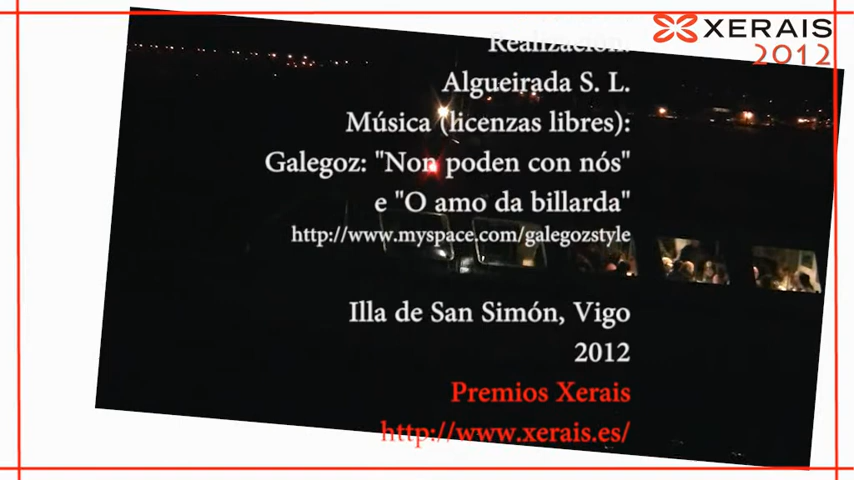 XERAIS
2012
Realización:
Algueirada S. L.
Música (licenzas libres):
Galegoz: "Non poden con nós"
e "O amo da billarda"
http://www.myspace.com/galegozstyle
Illa de San Simón, Vigo
2012
Premios Xerais
http://www.xerais.es/